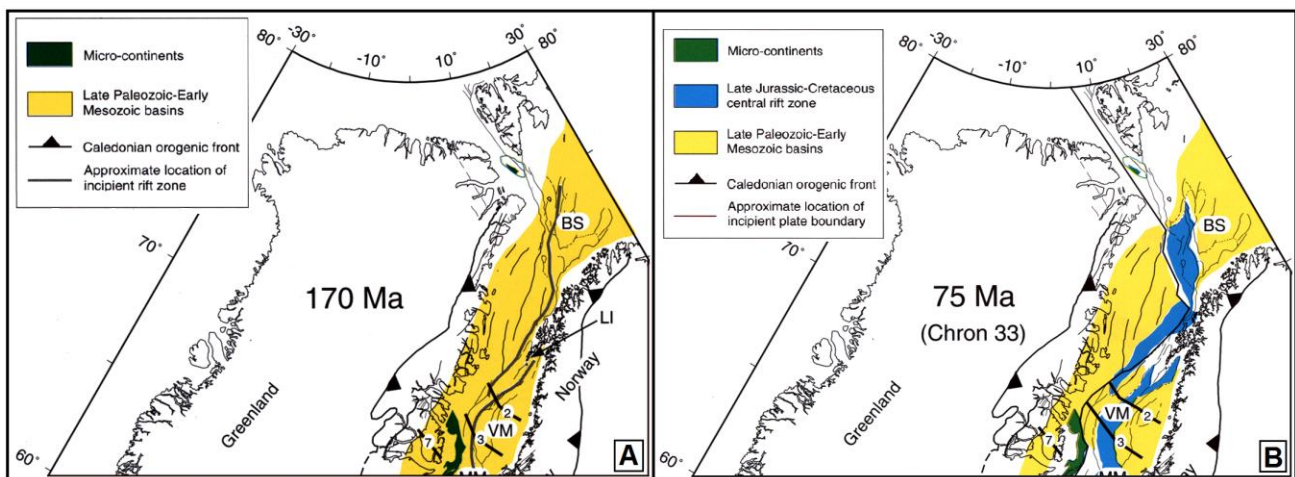 Micro-continents
Late Paleozoic-Early
Mesozoic basins
Caledonian orogenic front
Approximate location of
incipient rift zone
80°
-30°
-10°
10°
30°
80°
70°
60°
170 Ma
Greenland
Norway
BS
LI
VM
2
3
7
A
Micro-continents
Late Jurassic-Cretaceous
central rift zone
Late Paleozoic-Early
Mesozoic basins
Caledonian orogenic front
Approximate location of
incipient plate boundary
80°
-30°
-10°
10°
30°
80°
70°
60°
75 Ma
(Chron 33)
Greenland
Norway
BS
VM
2
3
7
B